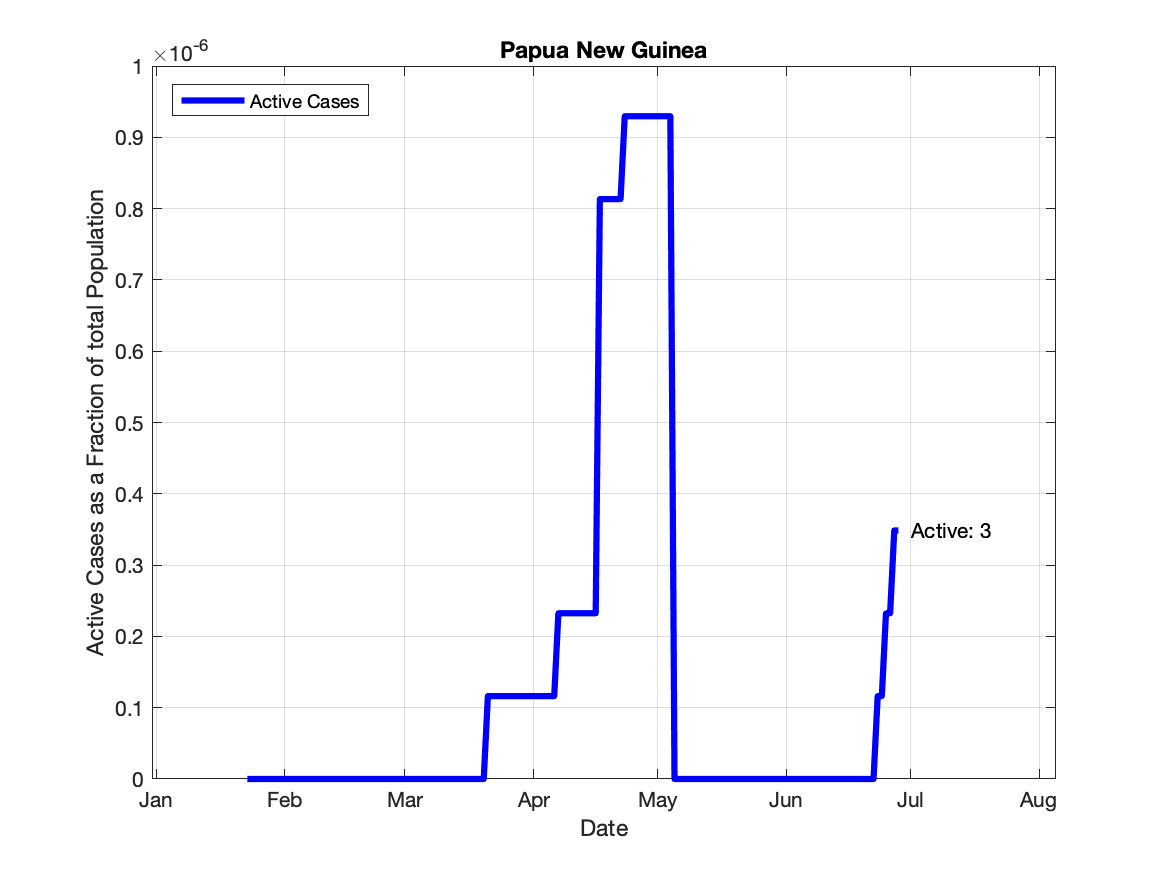 ×10-6
Papua New Guinea
Active Cases
1
0.9
0.8
0.7
0.6
0.5
0.4
0.3
0.2
0.1
0
Active Cases as a Fraction of total Population
Active: 3
Jan Feb Mar Apr May Jun Jul Aug
Date